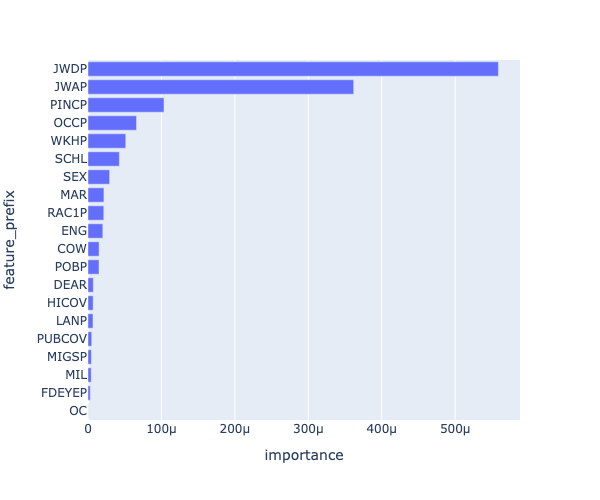 JWDP
JWAP
PINCP
OCCP
WKHP
SCHL
SEX
MAR
RAC1P
ENG
COW
POBP
DEAR
HICOV
LANP
PUBCOV
MIGSP
MIL
FDEYEP
OC
feature_prefix
0 100μ 200μ 300μ 400μ 500μ
importance